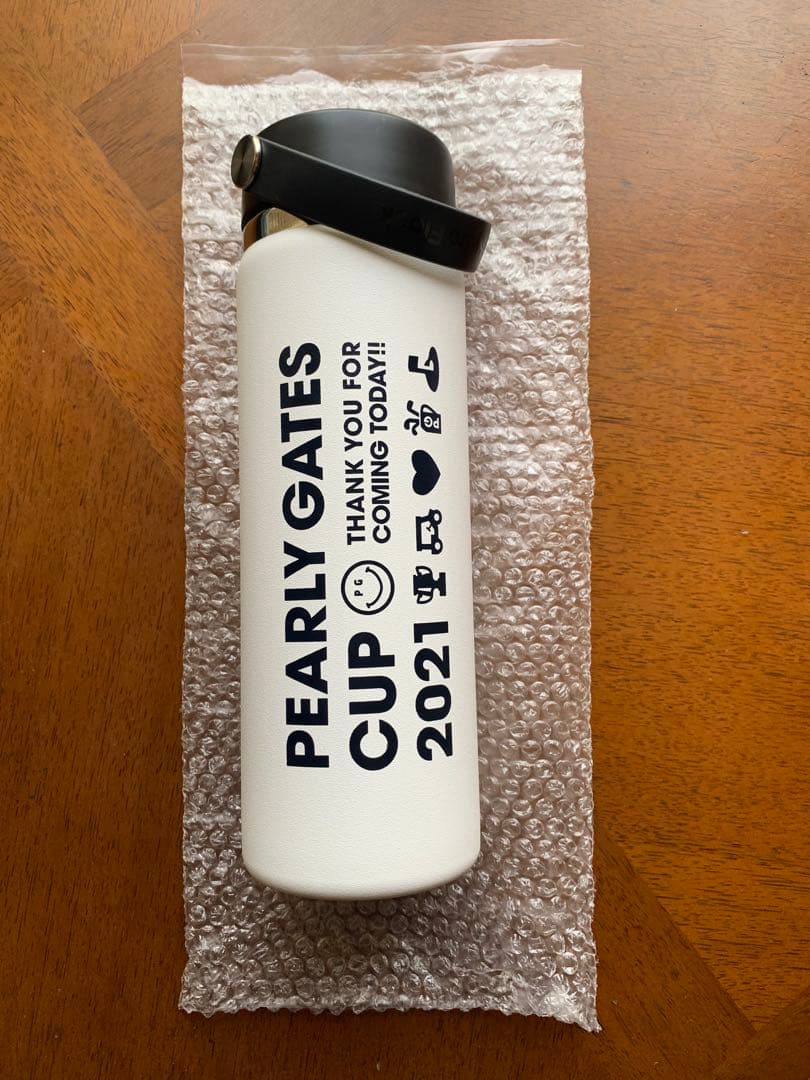 PEARLY GATES
CUP PG THANK YOU FOR
COMING TODAY!!
2021